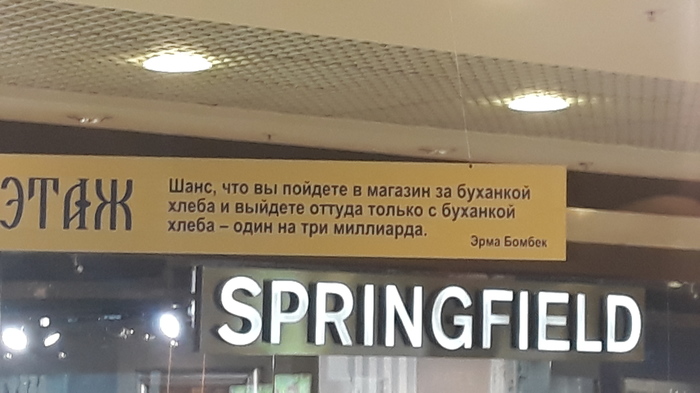 ЭТАЖ
Шанс, что вы пойдете в магазин за буханкой
хлеба и выйдете оттуда только с буханкой
хлеба – один на три миллиарда.
Эрма Бомбек
SPRINGFIELD